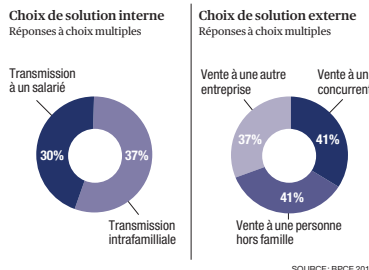 Choix de solution interne
Réponses à choix multiples
Transmission
à un salarié
30%
37%
Transmission
intrafamilliale
Choix de solution externe
Réponses à choix multiples
Vente à une autre
entreprise
Vente à un
concurrent
37%
41%
41%
Vente à une personne
hors famille
SOURCE: BPCE 201